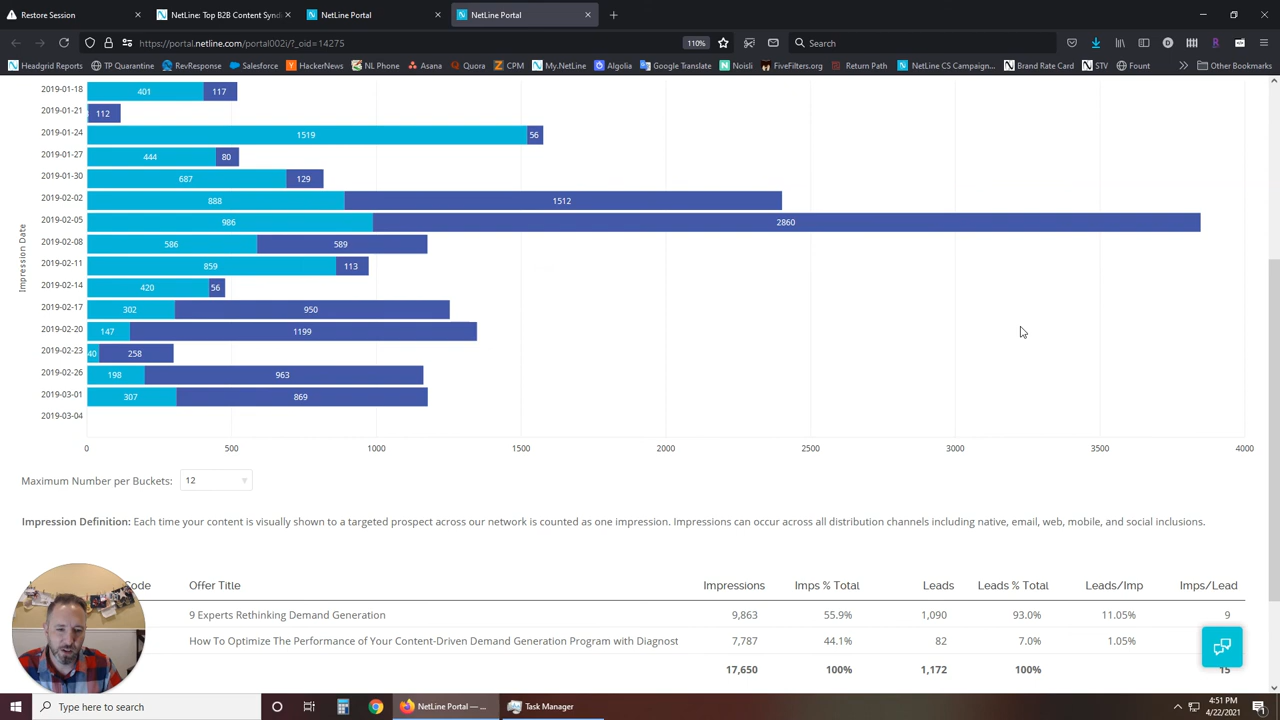 Restore Session
NetLine: Top B2B Content Synd
NetLine Portal
NetLine Portal
https://portal.netline.com/portal002i/?_oid=14275
110%
Search
Headgrid Reports
TP Quarantine
RevResponse
Salesforce
HackerNews
NL Phone
Asana
Quora
CPM
My.NetLine
Algolia
Google Translate
Noisli
FiveFilters.org
Return Path
NetLine CS Campaign...
Brand Rate Card
STV
Fount
Other Bookmarks
Impression Date
2019-01-18 401 117
2019-01-21 112
2019-01-24 1519 56
2019-01-27 444 80
2019-01-30 687 129
2019-02-02 888 1512
2019-02-05 986 2860
2019-02-08 586 589
2019-02-11 859 113
2019-02-14 420 56
2019-02-17 302 950
2019-02-20 147 1199
2019-02-23 40 258
2019-02-26 198 963
2019-03-01 307 869
2019-03-04
0 500 1000 1500 2000 2500 3000 3500 4000
Maximum Number per Buckets: 12
Impression Definition: Each time your content is visually shown to a targeted prospect across our network is counted as one impression. Impressions can occur across all distribution channels including native, email, web, mobile, and social inclusions.
Code Offer Title Impressions Imps % Total Leads Leads % Total Leads/Imp Imps/Lead
9 Experts Rethinking Demand Generation 9,863 55.9% 1,090 93.0% 11.05% 9
How To Optimize The Performance of Your Content-Driven Demand Generation Program with Diagnost 7,787 44.1% 82 7.0% 1.05%
17,650 100% 1,172 100% 15
Type here to search
NetLine Portal — ...
Task Manager
4:51 PM
4/22/2021